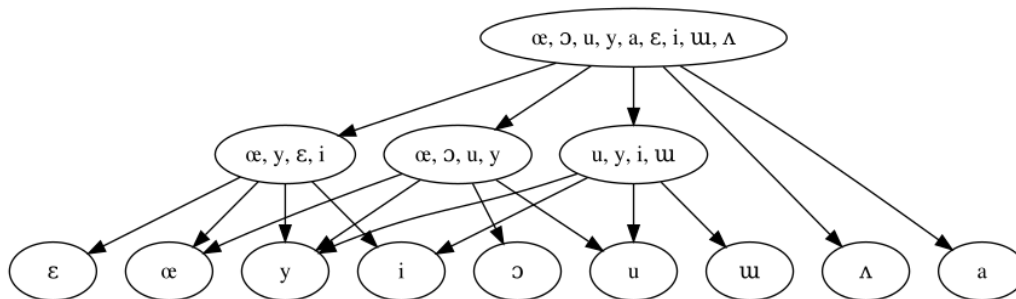 œ, ɔ, u, y, a, ɛ, i, ɯ, ʌ
œ, y, ɛ, i
œ, ɔ, u, y
u, y, i, ɯ
ɛ
œ
y
i
ɔ
u
ɯ
ʌ
a